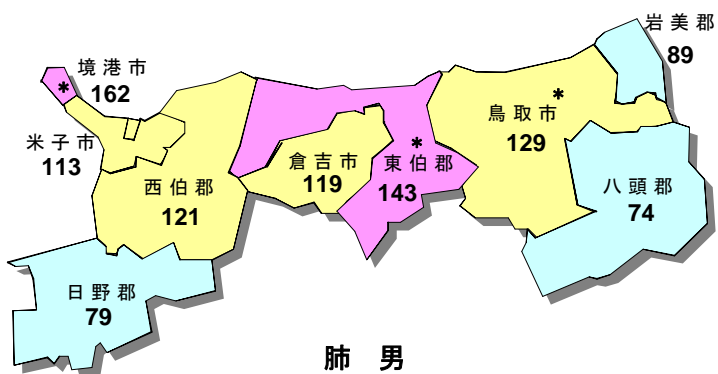 岩美郡
89
境港市
*
162
*
鳥取市
129
米子市
113
西伯郡
121
倉吉市
119
*
東伯郡
143
八頭郡
74
日野郡
79
肺 男